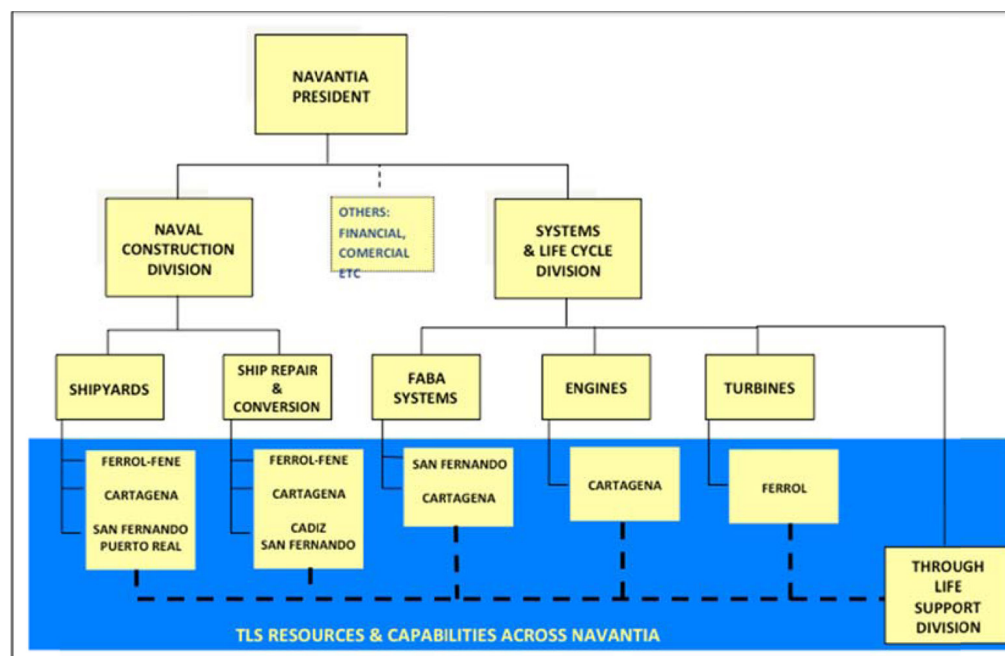 NAVANTIA
PRESIDENT
NAVAL
CONSTRUCTION
DIVISION
OTHERS:
FINANCIAL,
COMERCIAL
ETC
SYSTEMS
& LIFE CYCLE
DIVISION
SHIPYARDS
SHIP REPAIR
&
CONVERSION
FABA
SYSTEMS
ENGINES
TURBINES
FERROL-FENE
CARTAGENA
SAN FERNANDO
PUERTO REAL
FERROL-FENE
CARTAGENA
CADIZ
SAN FERNANDO
SAN FERNANDO
CARTAGENA
CARTAGENA
FERROL
THROUGH
LIFE
SUPPORT
DIVISION
TLS RESOURCES & CAPABILITIES ACROSS NAVANTIA